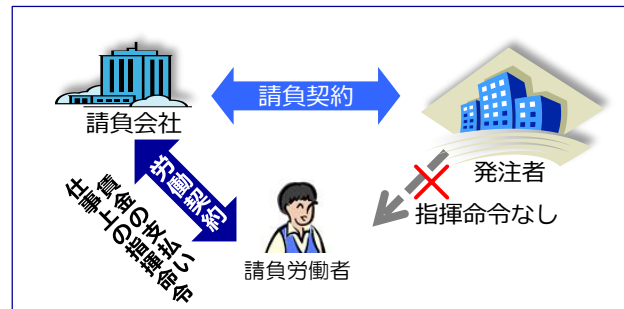 請負契約
請負会社
発注者
指揮命令なし
労働契約
賃金の支払い
仕事上の指揮命令
請負労働者